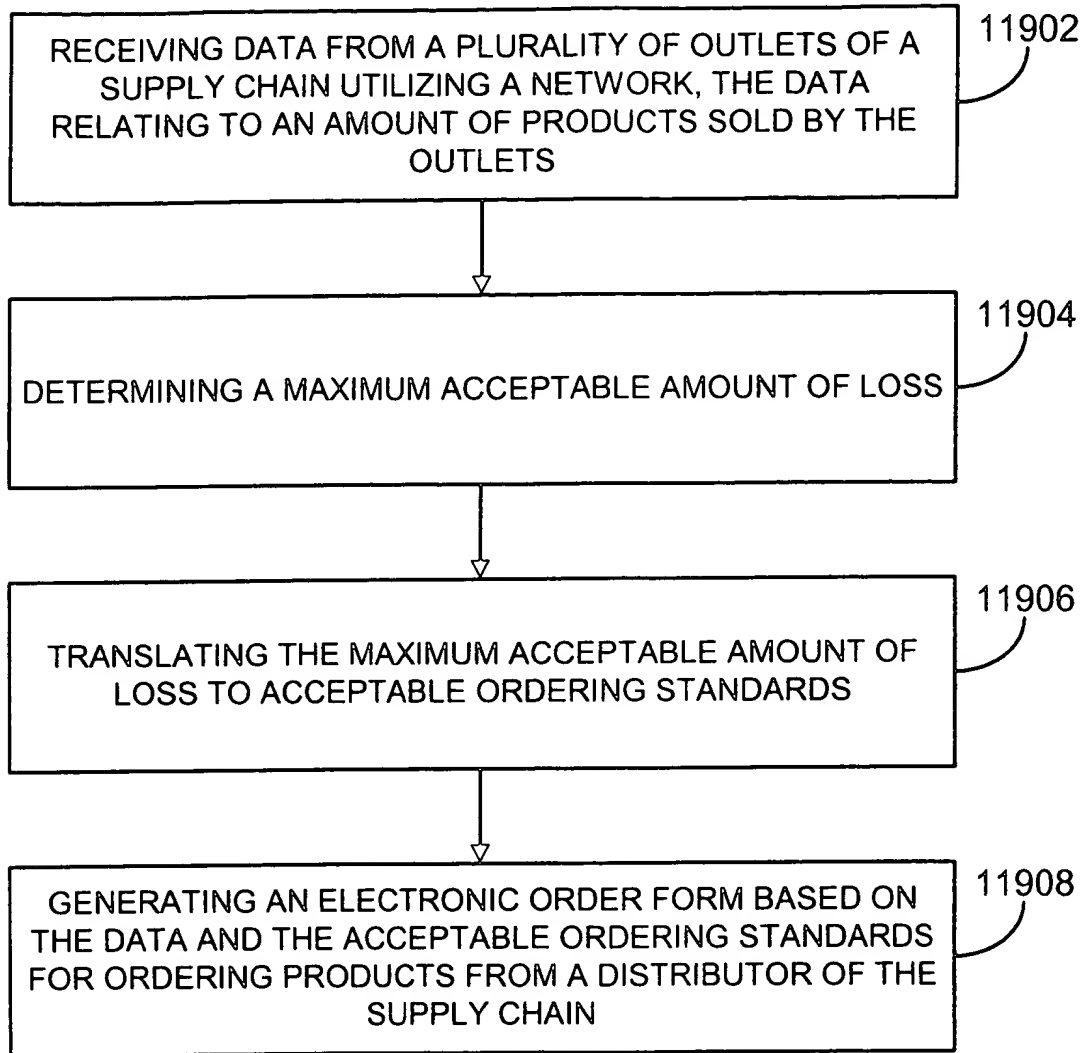 RECEIVING DATA FROM A PLURALITY OF OUTLETS OF A
SUPPLY CHAIN UTILIZING A NETWORK, THE DATA
RELATING TO AN AMOUNT OF PRODUCTS SOLD BY THE
OUTLETS
11902
DETERMINING A MAXIMUM ACCEPTABLE AMOUNT OF LOSS
11904
TRANSLATING THE MAXIMUM ACCEPTABLE AMOUNT OF
LOSS TO ACCEPTABLE ORDERING STANDARDS
11906
GENERATING AN ELECTRONIC ORDER FORM BASED ON
THE DATA AND THE ACCEPTABLE ORDERING STANDARDS
FOR ORDERING PRODUCTS FROM A DISTRIBUTOR OF THE
SUPPLY CHAIN
11908